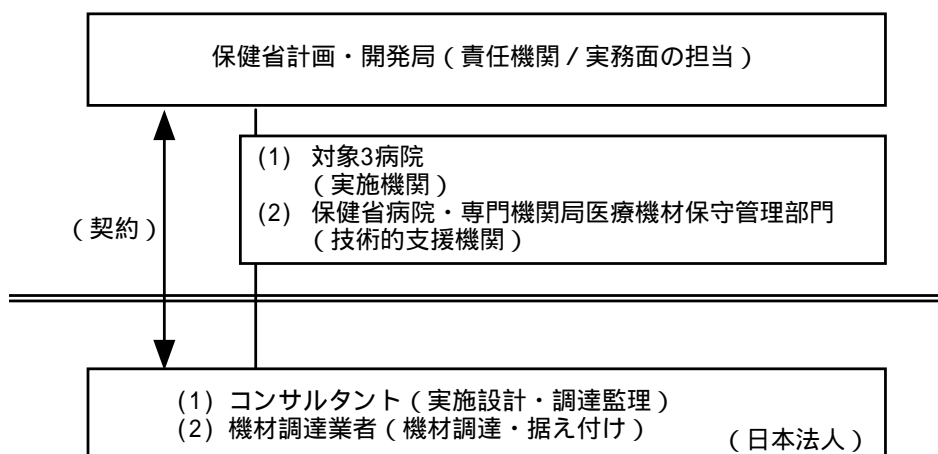 保健省計画・開発局（責任機関／実務面の担当）
(1) 対象3病院
（実施機関）
(2) 保健省病院・専門機関局医療機材保守管理部門
（技術的支援機関）
（契約）
(1) コンサルタント（実施設計・調達監理）
(2) 機材調達業者（機材調達・据え付け）
（日本法人）